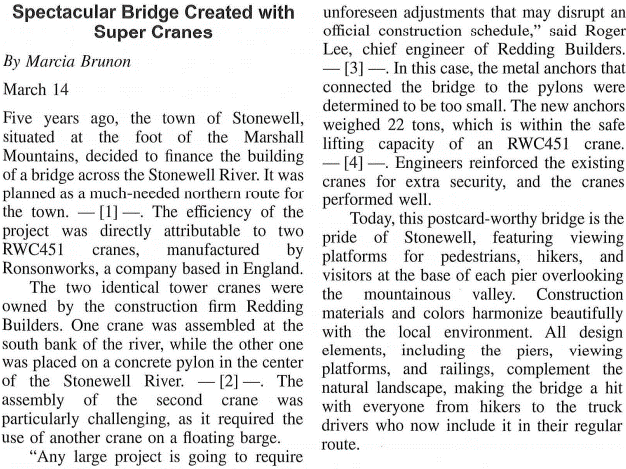 Spectacular Bridge Created with
Super Cranes
By Marcia Brunon
March 14
Five years ago, the town of Stonewell,
situated at the foot of the Marshall
Mountains, decided to finance the building
of a bridge across the Stonewell River. It was
planned as a much-needed northern route for
the town. — [1] —. The efficiency of the
project was directly attributable to two
RWC451 cranes, manufactured by
Ronsonworks, a company based in England.
The two identical tower cranes were
owned by the construction firm Redding
Builders. One crane was assembled at the
south bank of the river, while the other one
was placed on a concrete pylon in the center
of the Stonewell River. — [2] —. The
assembly of the second crane was
particularly challenging, as it required the
use of another crane on a floating barge.
“Any large project is going to require
unforeseen adjustments that may disrupt an
official construction schedule,” said Roger
Lee, chief engineer of Redding Builders.
— [3] —. In this case, the metal anchors that
connected the bridge to the pylons were
determined to be too small. The new anchors
weighed 22 tons, which is within the safe
lifting capacity of an RWC451 crane.
— [4] —. Engineers reinforced the existing
cranes for extra security, and the cranes
performed well.
Today, this postcard-worthy bridge is the
pride of Stonewell, featuring viewing
platforms for pedestrians, hikers, and
visitors at the base of each pier overlooking
the mountainous valley. Construction
materials and colors harmonize beautifully
with the local environment. All design
elements, including the piers, viewing
platforms, and railings, complement the
natural landscape, making the bridge a hit
with everyone from hikers to the truck
drivers who now include it in their regular
route.